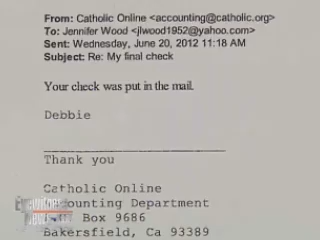 From: Catholic Online <accounting@catholic.org>
To: Jennifer Wood <jlwood1952@yahoo.com>
Sent: Wednesday, June 20, 2012 11:18 AM
Subject: Re: My final check
Your check was put in the mail.
Debbie
Thank you
Catholic Online
Accounting Department
Box 9686
Bakersfield, Ca 93389